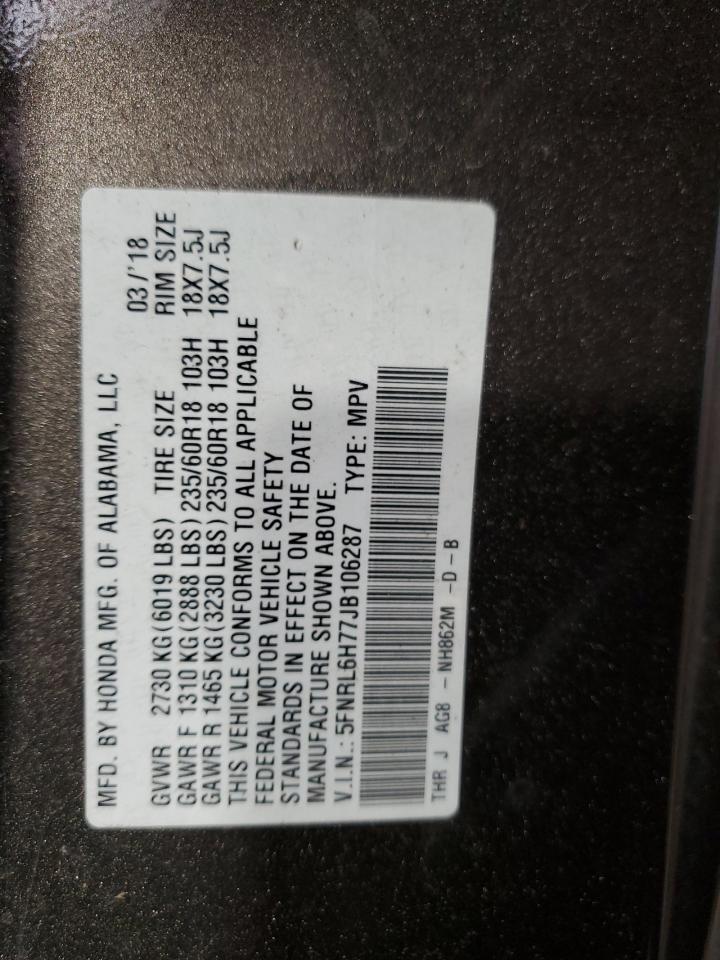 MFD. BY HONDA MFG. OF ALABAMA, LLC 03/'18
GVWR 2730 KG(6019 LBS) TIRE SIZE RIM SIZE
GAWR F 1310 KG(2888 LBS)235/60R18 103H 18X7.5J
GAWR R 1465 KG(3230 LBS)235/60R18 103H 18X7.5J
THIS VEHICLE CONFORMS TO ALL APPLICABLE
FEDERAL MOTOR VEHICLE SAFETY
STANDARDS IN EFFECT ON THE DATE OF
MANUFACTURE SHOWN ABOVE.
V.I.N.: 5FNRL6H77JB106287 TYPE: MPV
THR J AG8 - NH862M -D - B